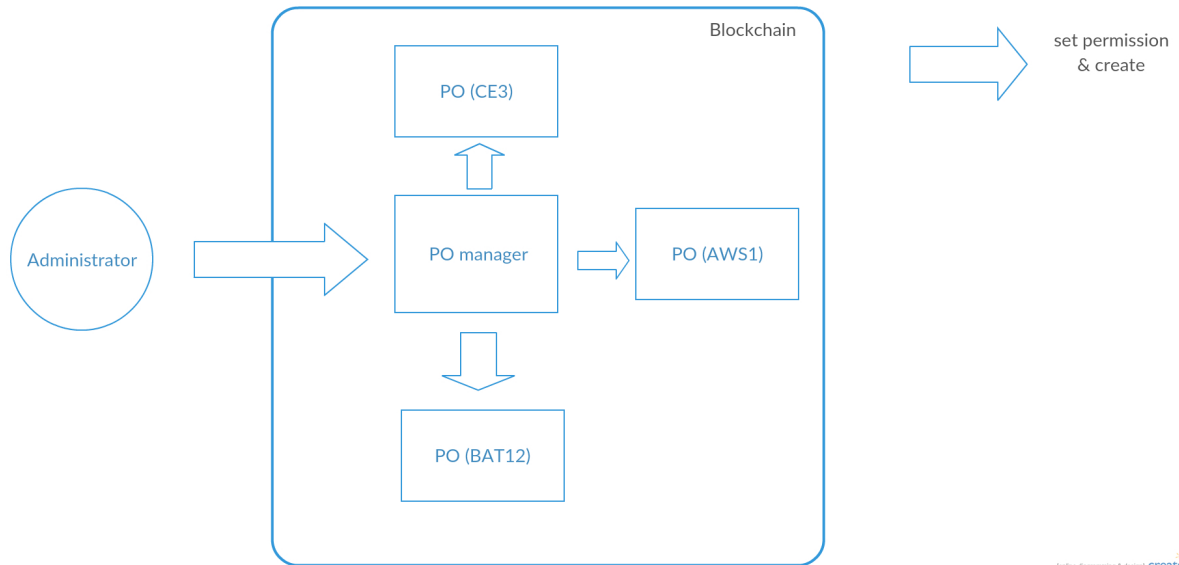 Blockchain
set permission
& create
PO (CE3)
Administrator
PO manager
PO (AWS1)
PO (BAT12)